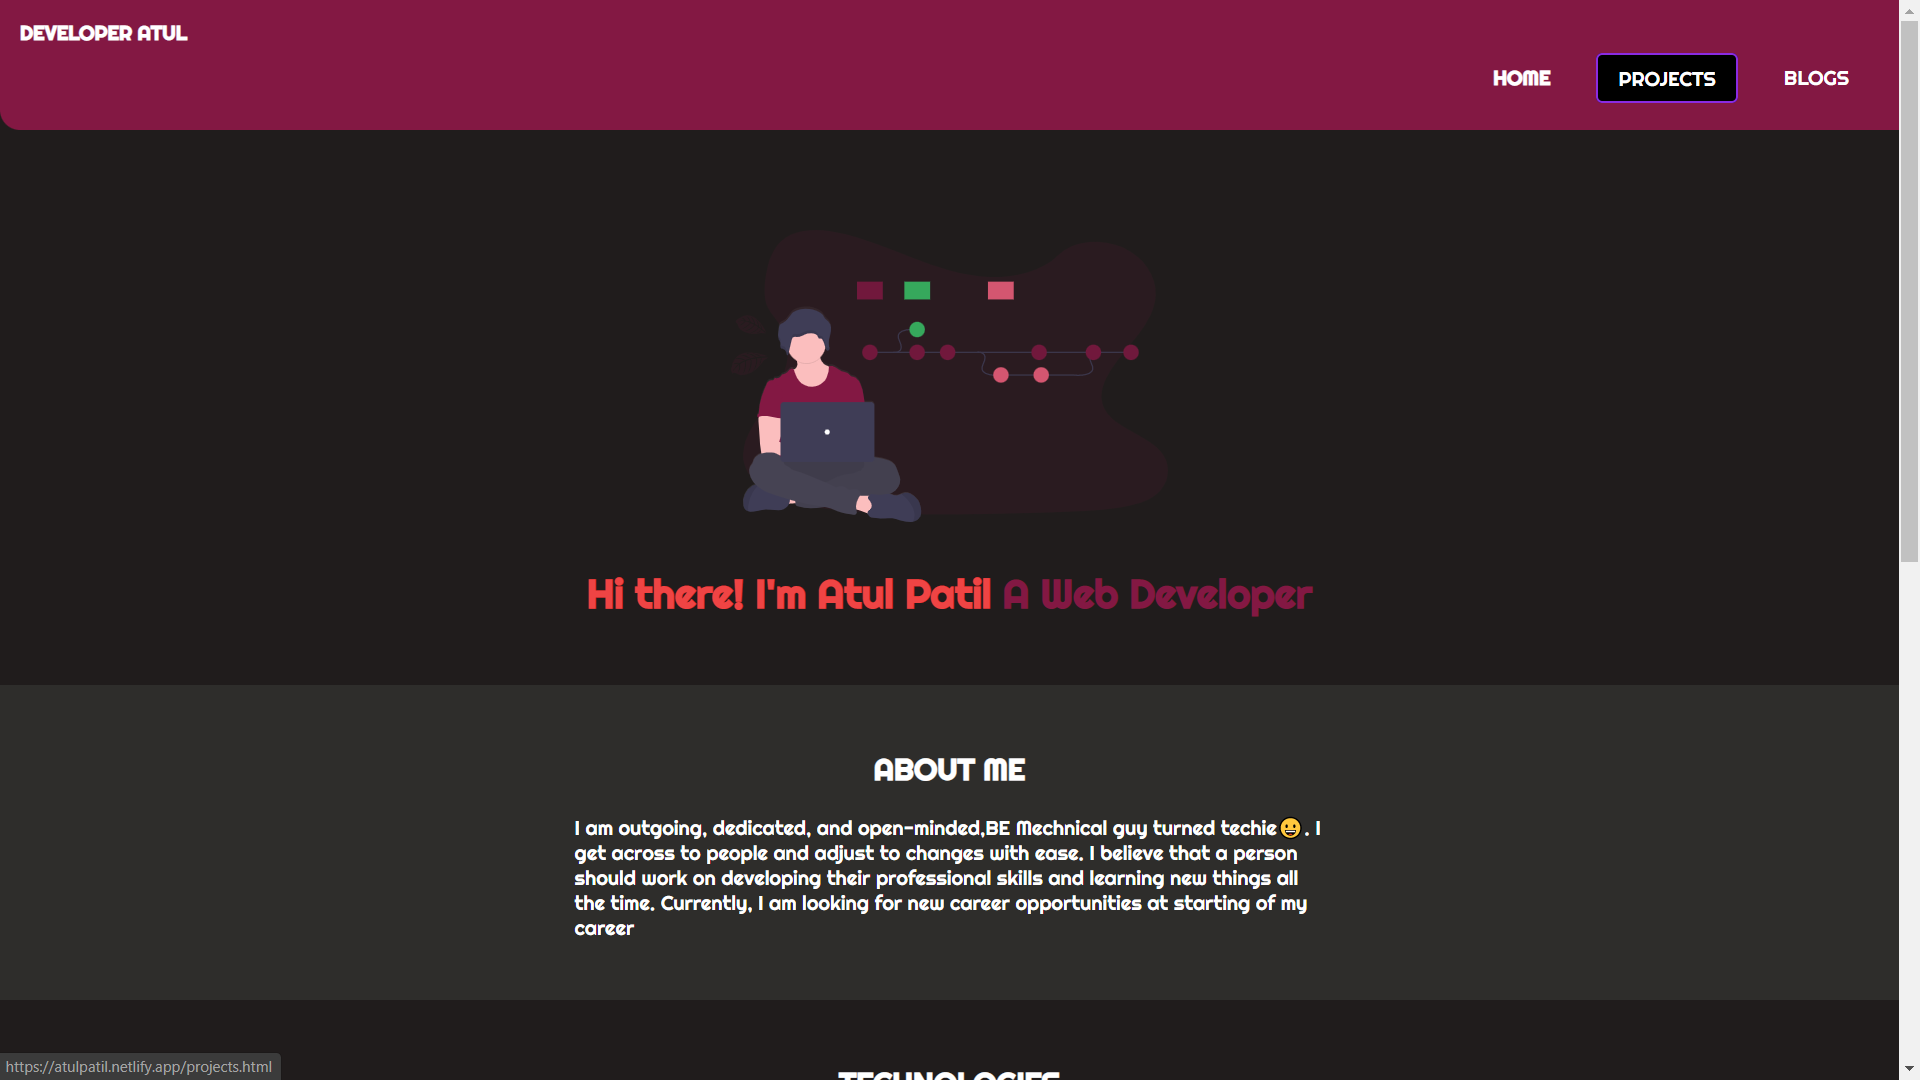 DEVELOPER ATUL
HOME
PROJECTS
BLOGS
Hi there! I'm Atul Patil A Web Developer
ABOUT ME
I am outgoing, dedicated, and open-minded,BE Mechnical guy turned techie😀. I
get across to people and adjust to changes with ease. I believe that a person
should work on developing their professional skills and learning new things all
the time. Currently, I am looking for new career opportunities at starting of my
career
TECHNOLOGIES
https://atulpatil.netlify.app/projects.html